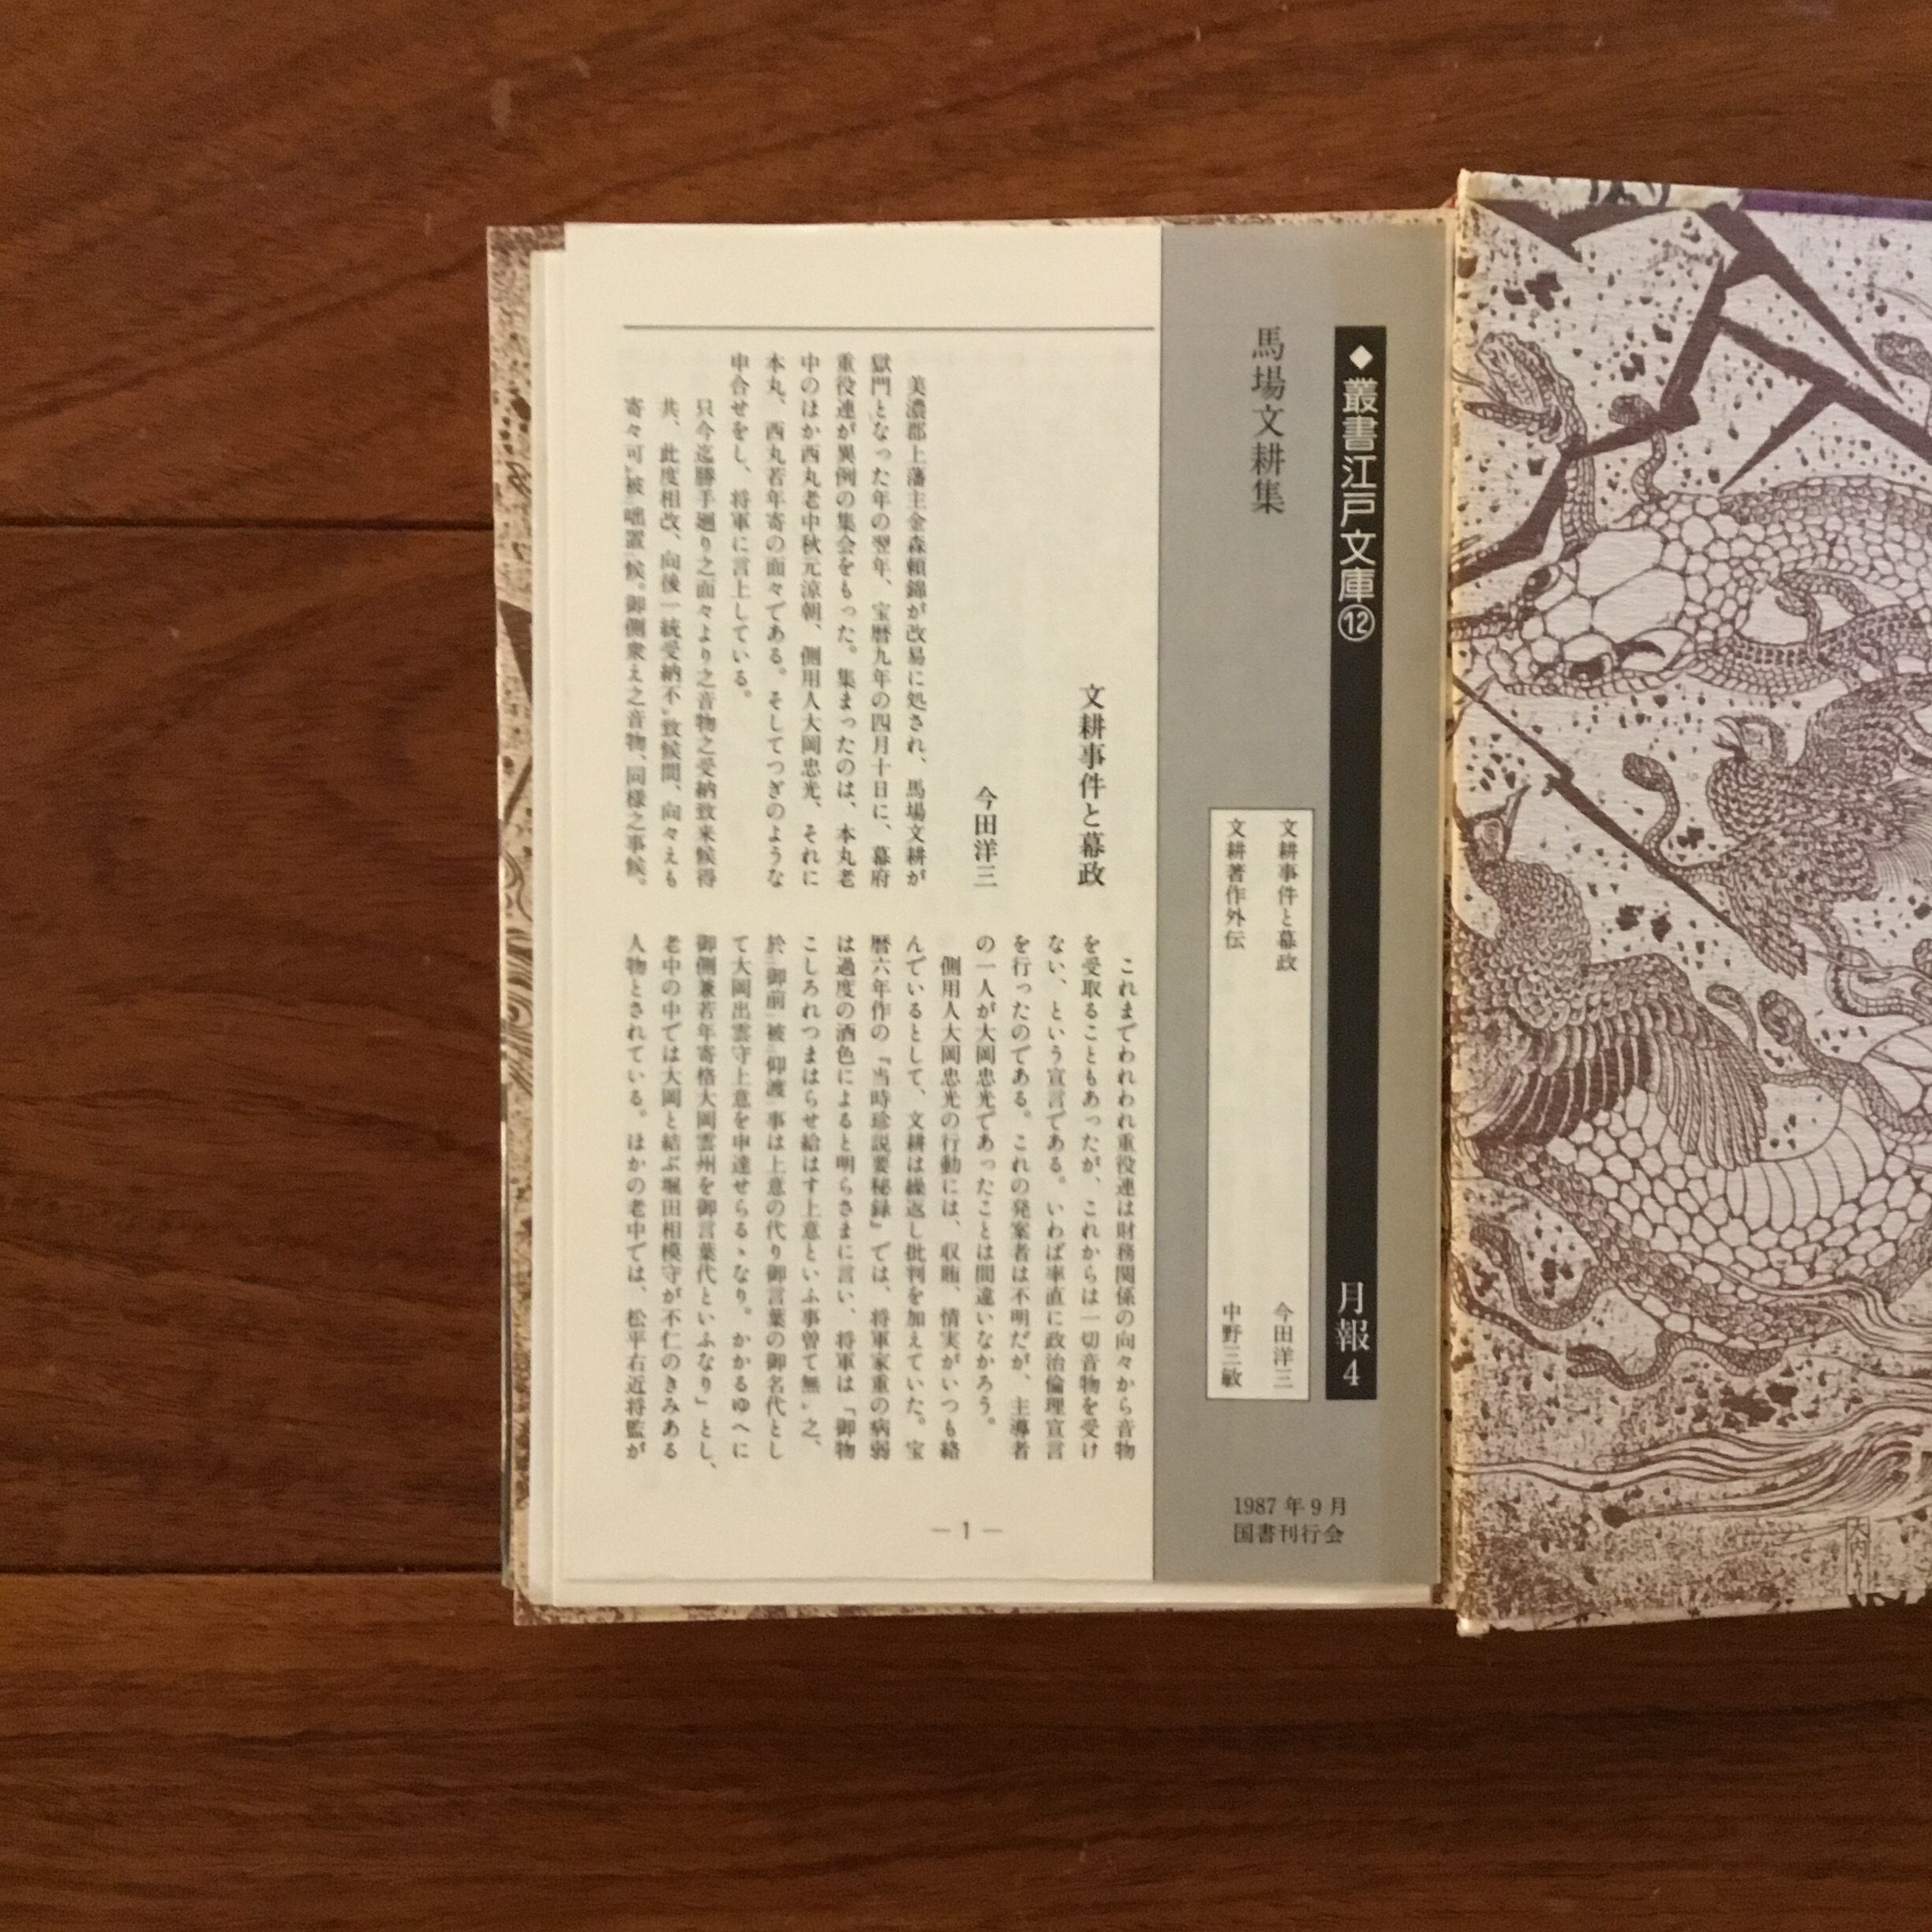 ◆叢書江戸文庫⑫
月報4
馬場文耕集
文耕事件と幕政
今田洋三
文耕著作外伝
中野三敏
1987年9月
国書刊行会
文耕事件と幕政
今田洋三
美濃郡上藩主金森頼錦が改易に処され、馬場文耕が
獄門となった年の翌年、宝暦九年の四月十日に、幕府
重役連が異例の集会をもった。集まったのは、本丸老
中のほか西丸老中秋元涼朝、側用人大岡忠光、それに
本丸、西丸若年寄の面々である。そしてつぎのような
申合せをし、将軍に言上している。
只今迄勝手廻り之面々より之音物之受納致来候得
共、此度相改、向後一統受納不レ致候間、向々えも
寄々可レ被置候。御側衆え之音物、同様之事候。
これまでわれわれ重役連は財務関係の向々から音物
を受取ることもあったが、これからは一切音物を受け
ない、という宣言である。いわば率直に政治倫理宣言
を行ったのである。これの発案者は不明だが、主導者
の一人が大岡忠光であったことは間違いなかろう。
側用人大岡忠光の行動には、収賄、情実がいつも絡
んでいるとして、文耕は繰返し批判を加えていた。宝
暦六年作の『当時珍説要秘録』では、将軍家重の病弱
は過度の酒色によると明らさまに言い、将軍は「御物
こしろれつまはらせ給はす上意といふ事曽て無レ之、
於二御前一被二仰渡一事は上意の代り御言葉の御名代とし
て大岡出雲守上意を申達せらるゝなり。かかるゆへに
御側兼若年寄格大岡雲州を御言葉代といふなり」とし、
老中の中では大岡と結ぶ堀田相模守が不仁のきみある
人物とされている。ほかの老中では、松平右近将監が
― 1 ―
大内